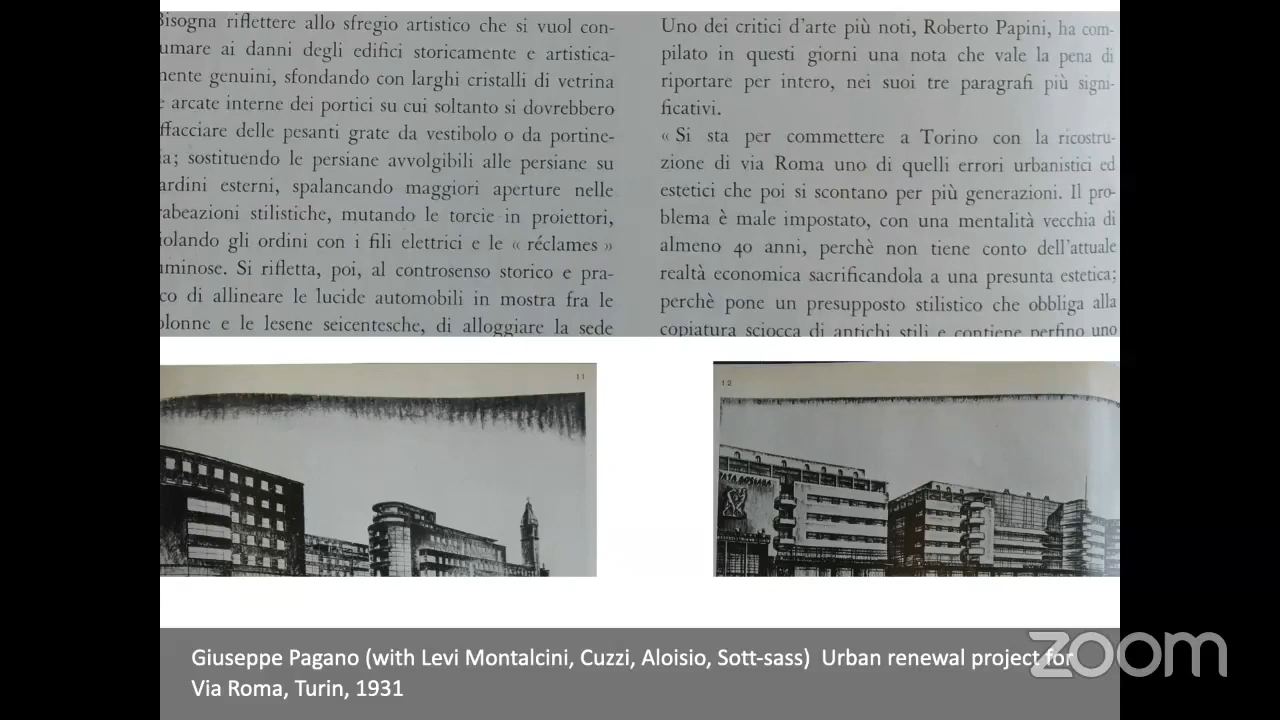 Bisogna riflettere allo sfregio artistico che si vuol con-
umare ai danni degli edifici storicamente e artistica-
mente genuini, sfondando con larghi cristalli di vetrina
e arcate interne dei portici su cui soltanto si dovrebbero
ffacciare delle pesanti grate da vestibolo o da portine-
ia; sostituendo le persiane avvolgibili alle persiane su
ardini esterni, spalancando maggiori aperture nelle
rabeazioni stilistiche, mutando le torcie in proiettori,
iolando gli ordini con i fili elettrici e le « réclames »
uminose. Si rifletta, poi, al controsenso storico e pra-
co di allineare le lucide automobili in mostra fra le
olonne e le lesene seicentesche, di alloggiare la sede
Uno dei critici d'arte più noti, Roberto Papini, ha com-
pilato in questi giorni una nota che vale la pena di
riportare per intero, nei suoi tre paragrafi più signi-
ficativi.
« Si sta per commettere a Torino con la ricostru-
zione di via Roma uno di quelli errori urbanistici ed
estetici che poi si scontano per più generazioni. Il pro-
blema è male impostato, con una mentalità vecchia di
almeno 40 anni, perchè non tiene conto dell'attuale
realtà economica sacrificandola a una presunta estetica;
perchè pone un presupposto stilistico che obbliga alla
copiatura sciocca di antichi stili e contiene perfino uno
11
12
Giuseppe Pagano (with Levi Montalcini, Cuzzi, Aloisio, Sott-sass) Urban renewal project for
Via Roma, Turin, 1931
zoom